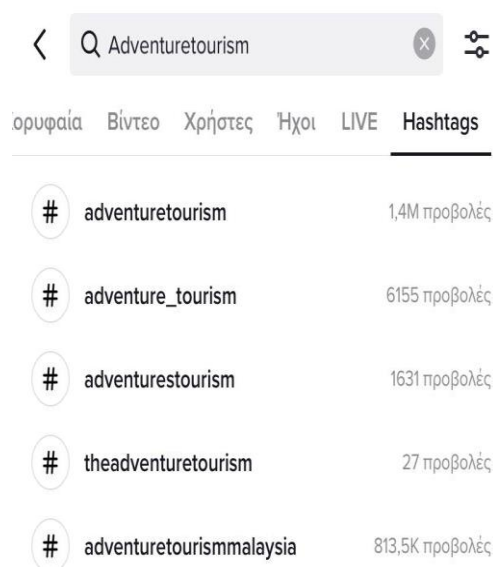 Adventuretourism
ορυφαία Βίντεο Χρήστες Ήχοι LIVE Hashtags
# adventuretourism 1,4M προβολές
# adventure_tourism 6155 προβολές
# adventurestourism 1631 προβολές
# theadventuretourism 27 προβολές
# adventuretourismmalaysia 813,5K προβολές